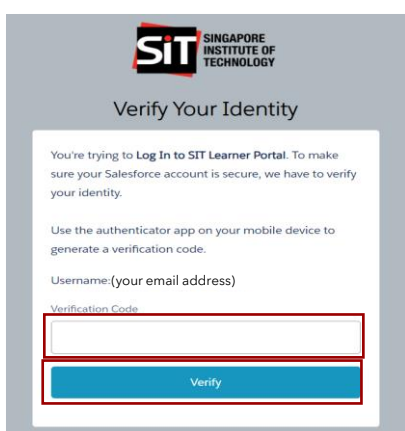 SiT SINGAPORE
INSTITUTE OF
TECHNOLOGY
Verify Your Identity
You're trying to Log In to SIT Learner Portal. To make
sure your Salesforce account is secure, we have to verify
your identity.
Use the authenticator app on your mobile device to
generate a verification code.
Username:(your email address)
Verification Code
Verify